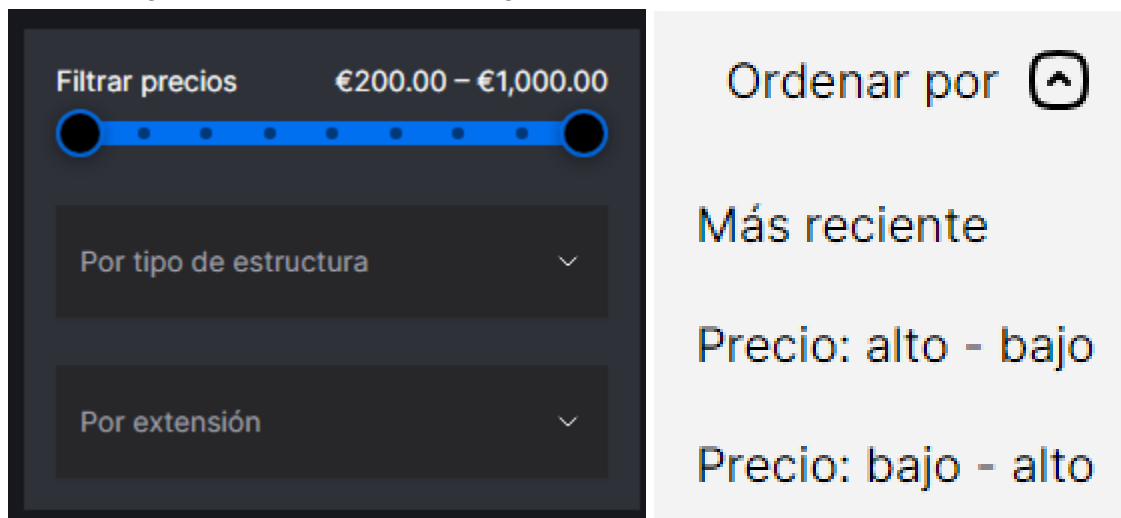 Filtrar precios €200.00 – €1,000.00
Por tipo de estructura
Por extensión
Ordenar por
Más reciente
Precio: alto - bajo
Precio: bajo - alto